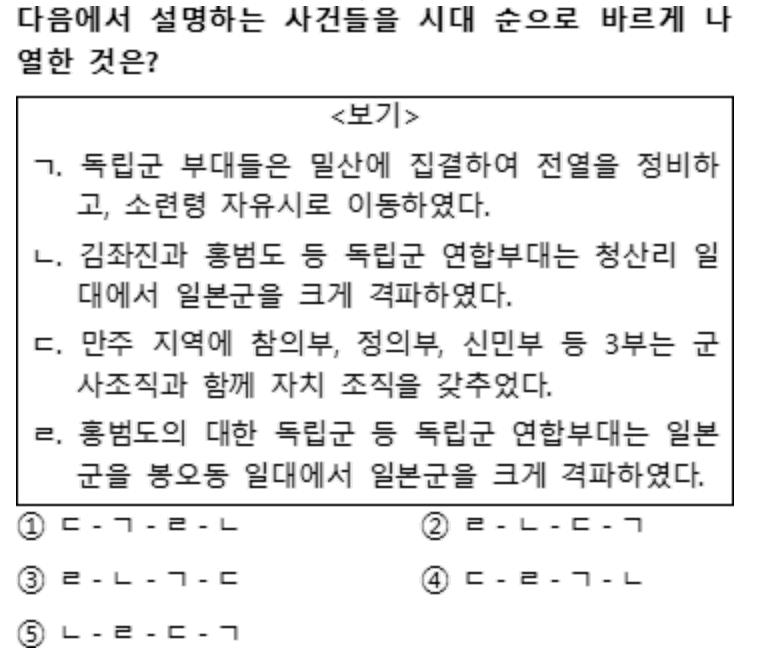 다음에서 설명하는 사건들을 시대 순으로 바르게 나
열한 것은?
<보기>
ㄱ. 독립군 부대들은 밀산에 집결하여 전열을 정비하
고, 소련령 자유시로 이동하였다.
ㄴ. 김좌진과 홍범도 등 독립군 연합부대는 청산리 일
대에서 일본군을 크게 격파하였다.
ㄷ. 만주 지역에 참의부, 정의부, 신민부 등 3부는 군
사조직과 함께 자치 조직을 갖추었다.
ㄹ. 홍범도의 대한 독립군 등 독립군 연합부대는 일본
군을 봉오동 일대에서 일본군을 크게 격파하였다.
① ㄷ - ㄱ - ㄹ - ㄴ ② ㄹ - ㄴ - ㄷ - ㄱ
③ ㄹ - ㄴ - ㄱ - ㄷ ④ ㄷ - ㄹ - ㄱ - ㄴ
⑤ ㄴ - ㄹ - ㄷ - ㄱ